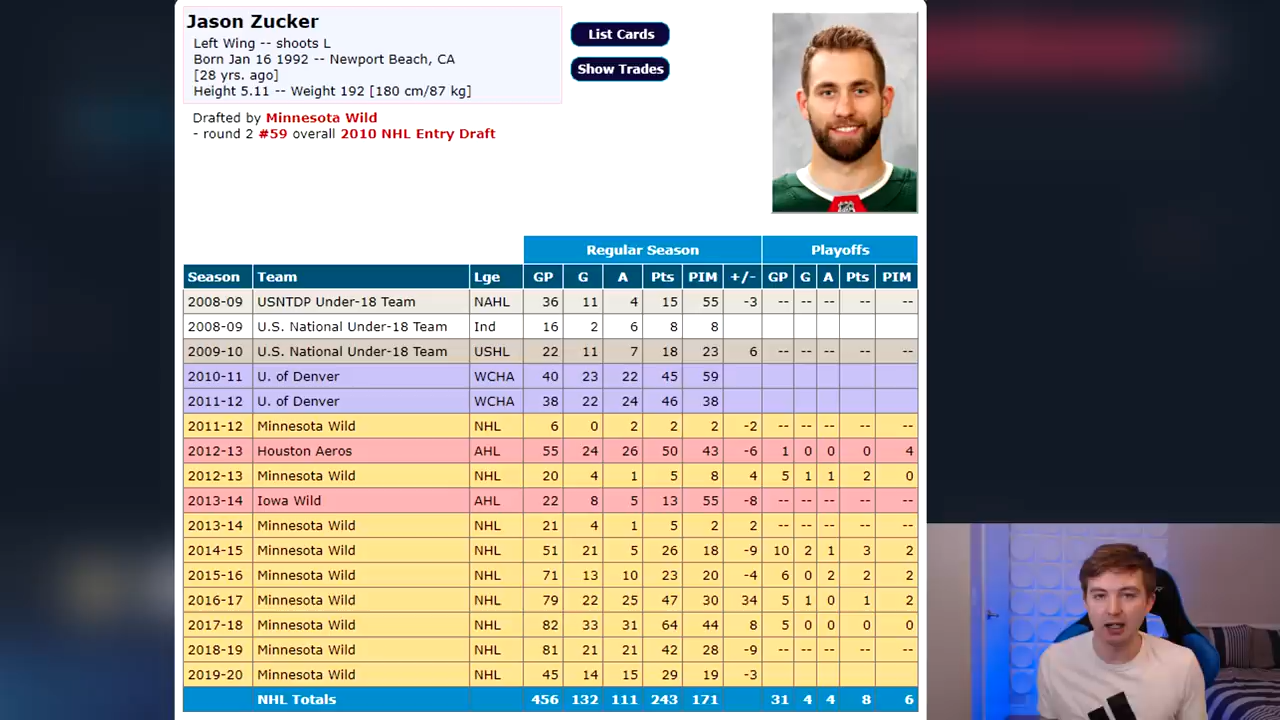 Jason Zucker
Left Wing -- shoots L
Born Jan 16 1992 -- Newport Beach, CA
[28 yrs. ago]
Height 5.11 -- Weight 192 [180 cm/87 kg]
Drafted by Minnesota Wild
- round 2 #59 overall 2010 NHL Entry Draft
List Cards
Show Trades
Regular Season Playoffs
Season Team Lge GP G A Pts PIM +/- GP G A Pts PIM
2008-09 USNTDP Under-18 Team NAHL 36 11 4 15 55 -3 -- -- -- -- --
2008-09 U.S. National Under-18 Team Ind 16 2 6 8 8
2009-10 U.S. National Under-18 Team USHL 22 11 7 18 23 6 -- -- -- -- --
2010-11 U. of Denver WCHA 40 23 22 45 59
2011-12 U. of Denver WCHA 38 22 24 46 38
2011-12 Minnesota Wild NHL 6 0 2 2 2 -2 -- -- -- -- --
2012-13 Houston Aeros AHL 55 24 26 50 43 -6 1 0 0 0 4
2012-13 Minnesota Wild NHL 20 4 1 5 8 4 5 1 1 2 0
2013-14 Iowa Wild AHL 22 8 5 13 55 -8 -- -- -- -- --
2013-14 Minnesota Wild NHL 21 4 1 5 2 2 -- -- -- -- --
2014-15 Minnesota Wild NHL 51 21 5 26 18 -9 10 2 1 3 2
2015-16 Minnesota Wild NHL 71 13 10 23 20 -4 6 0 2 2 2
2016-17 Minnesota Wild NHL 79 22 25 47 30 34 5 1 0 1 2
2017-18 Minnesota Wild NHL 82 33 31 64 44 8 5 0 0 0 0
2018-19 Minnesota Wild NHL 81 21 21 42 28 -9 -- -- -- -- --
2019-20 Minnesota Wild NHL 45 14 15 29 19 -3
NHL Totals 456 132 111 243 171 31 4 4 8 6